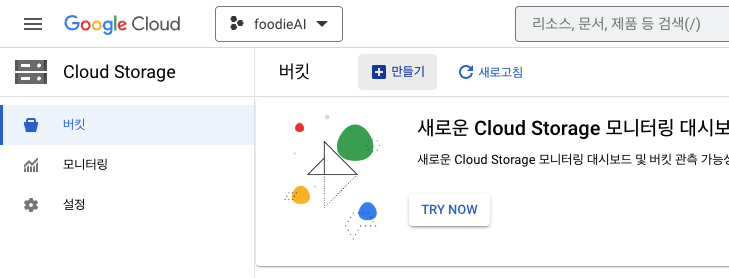 Google Cloud
foodieAI
리소스, 문서, 제품 등 검색(/)
Cloud Storage
버킷
만들기
새로고침
버킷
모니터링
설정
새로운 Cloud Storage 모니터링 대시보
새로운 Cloud Storage 모니터링 대시보드 및 버킷 관측 가능성
TRY NOW